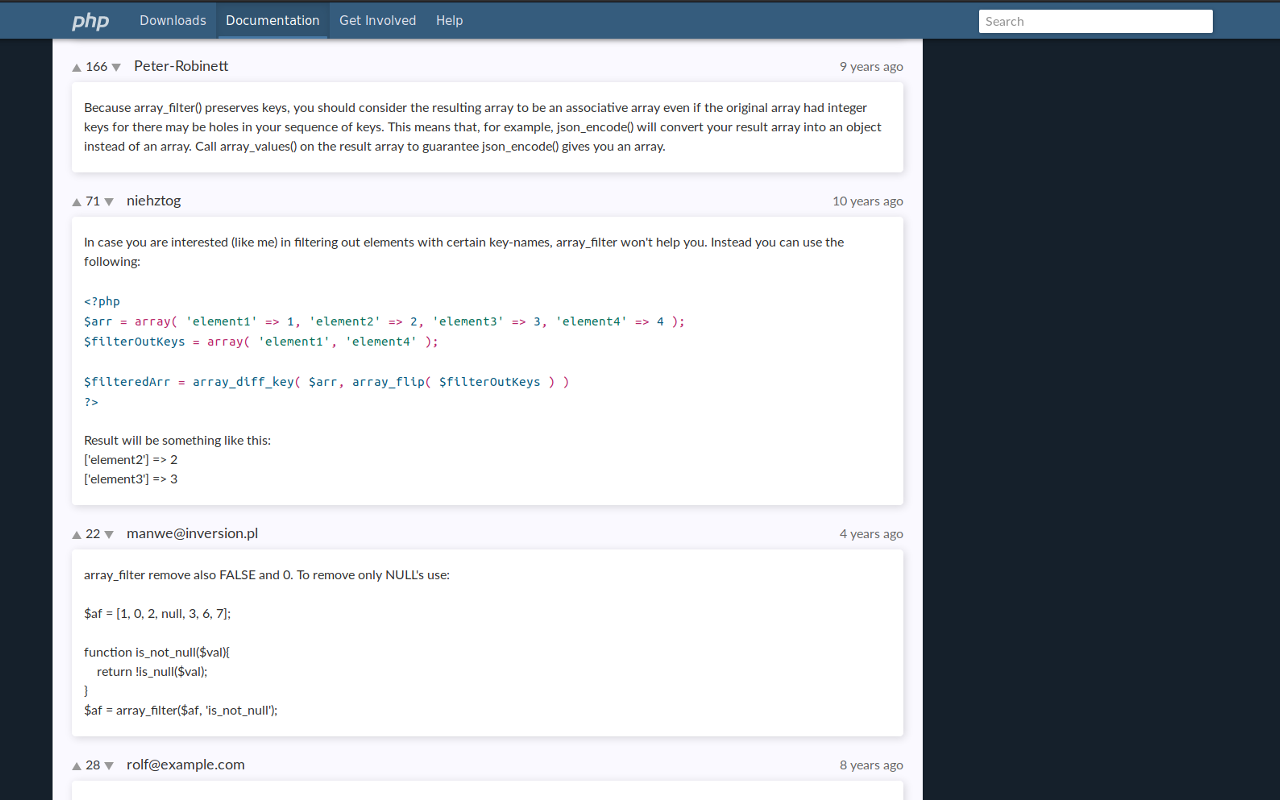 php Downloads Documentation Get Involved Help Search
166 Peter-Robinett 9 years ago
Because array_filter() preserves keys, you should consider the resulting array to be an associative array even if the original array had integer
keys for there may be holes in your sequence of keys. This means that, for example, json_encode() will convert your result array into an object
instead of an array. Call array_values() on the result array to guarantee json_encode() gives you an array.
71 niehztog 10 years ago
In case you are interested (like me) in filtering out elements with certain key-names, array_filter won't help you. Instead you can use the
following:
<?php
$arr = array( 'element1' => 1, 'element2' => 2, 'element3' => 3, 'element4' => 4 );
$filterOutKeys = array( 'element1', 'element4' );
$filteredArr = array_diff_key( $arr, array_flip( $filterOutKeys ) )
?>
Result will be something like this:
['element2'] => 2
['element3'] => 3
22 manwe@inversion.pl 4 years ago
array_filter remove also FALSE and 0. To remove only NULL's use:
$af = [1, 0, 2, null, 3, 6, 7];
function is_not_null($val){
return !is_null($val);
}
$af = array_filter($af, 'is_not_null');
28 rolf@example.com 8 years ago